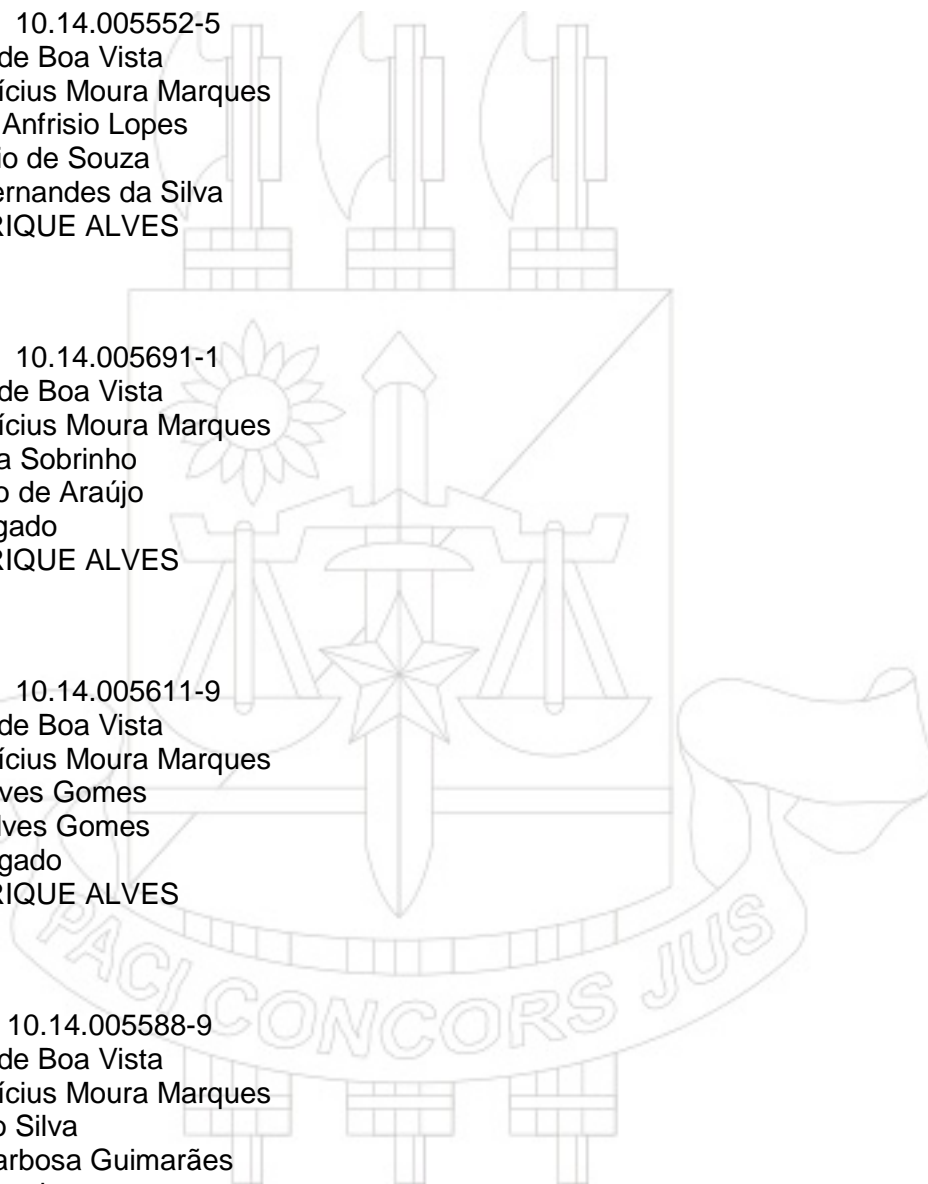 10.14.005552-5
de Boa Vista
ícius Moura Marques
Anfrisio Lopes
io de Souza
ernandes da Silva
RIQUE ALVES
10.14.005691-1
de Boa Vista
ícius Moura Marques
a Sobrinho
o de Araújo
gado
RIQUE ALVES
10.14.005611-9
de Boa Vista
ícius Moura Marques
ves Gomes
lves Gomes
gado
RIQUE ALVES
PACI CONCORS JUS
10.14.005588-9
de Boa Vista
ícius Moura Marques
o Silva
arbosa Guimarães